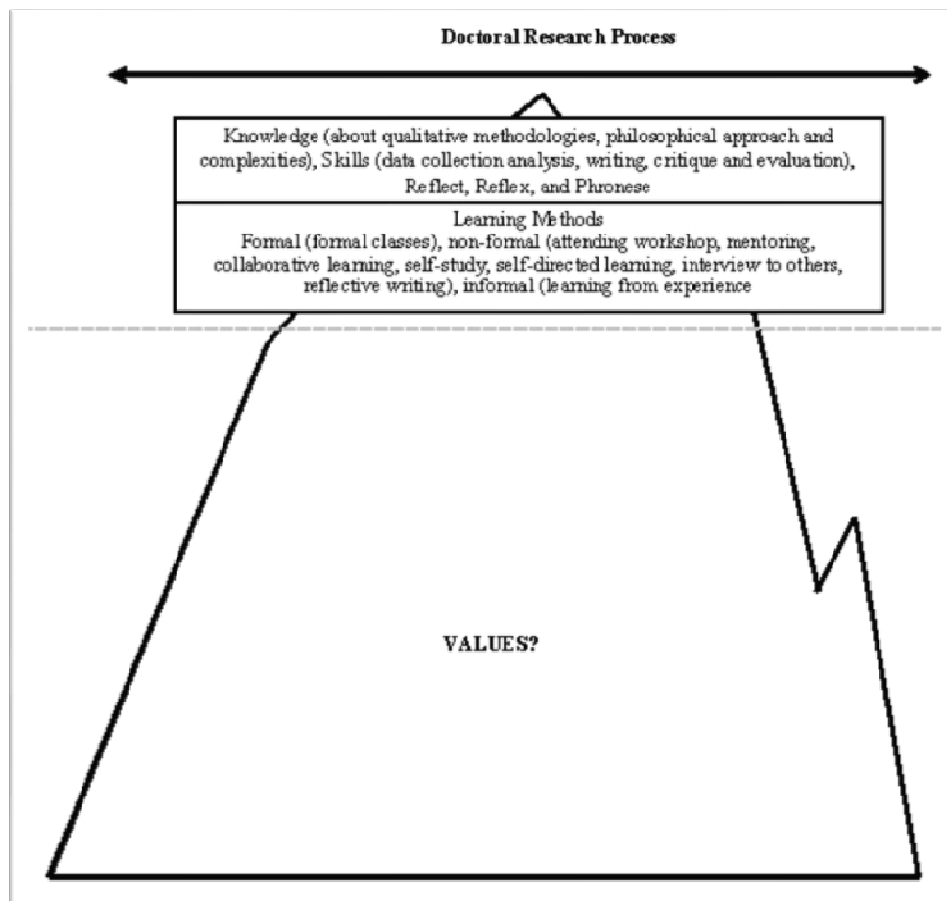 Doctoral Research Process
Knowledge (about qualitative methodologies, philosophical approach and
complexities), Skills (data collection analysis, writing, critique and evaluation),
Reflect, Reflex, and Phronese
Learning Methods
Formal (formal classes), non-formal (attending workshop, mentoring,
collaborative learning, self-study, self-directed learning, interview to others,
reflective writing), informal (learning from experience
VALUES?